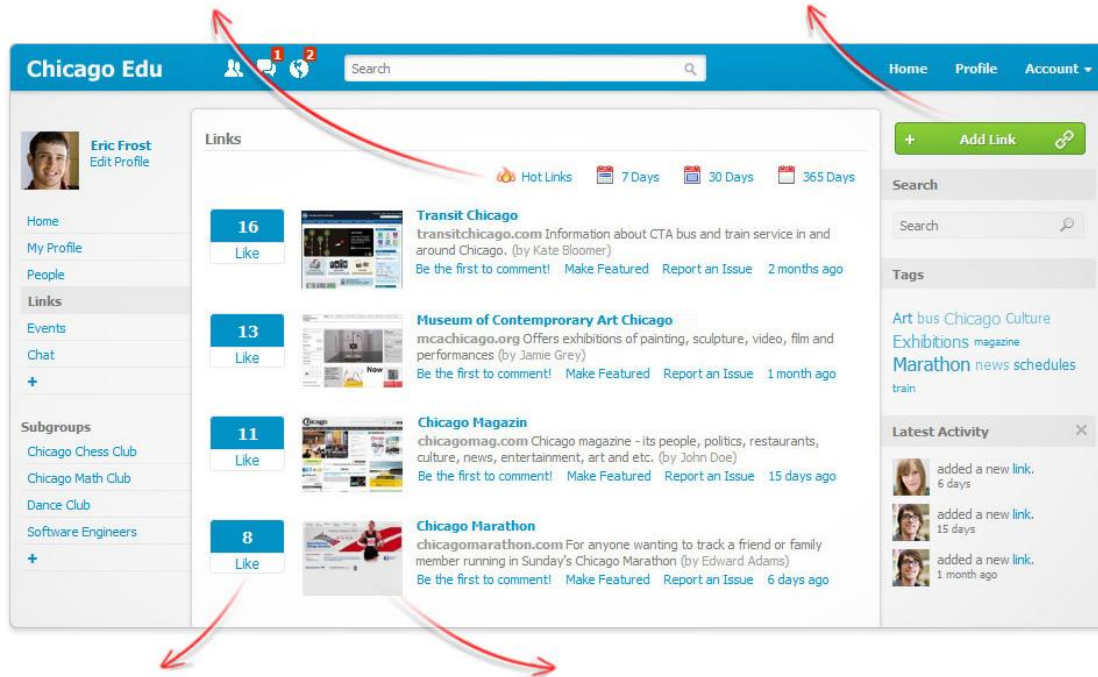 Chicago Edu
1
2
Search
Home Profile Account
Eric Frost
Edit Profile
Home
My Profile
People
Links
Events
Chat
+
Subgroups
Chicago Chess Club
Chicago Math Club
Dance Club
Software Engineers
+
Links
Hot Links 7 Days 30 Days 365 Days
16
Like
Transit Chicago
transitchicago.com Information about CTA bus and train service in and
around Chicago. (by Kate Bloomer)
Be the first to comment! Make Featured Report an Issue 2 months ago
13
Like
Museum of Contemprorary Art Chicago
mcachicago.org Offers exhibitions of painting, sculpture, video, film and
performances (by Jamie Grey)
Be the first to comment! Make Featured Report an Issue 1 month ago
Now
11
Like
Chicago
Chicago Magazin
chicagomag.com Chicago magazine - its people, politics, restaurants,
culture, news, entertainment, art and etc. (by John Doe)
Be the first to comment! Make Featured Report an Issue 15 days ago
8
Like
Chicago Marathon
chicagomarathon.com For anyone wanting to track a friend or family
member running in Sunday's Chicago Marathon (by Edward Adams)
Be the first to comment! Make Featured Report an Issue 6 days ago
+ Add Link
Search
Search
Tags
Art bus Chicago Culture
Exhibitions magazine
Marathon news schedules
train
Latest Activity
added a new link.
6 days
added a new link.
15 days
added a new link.
1 month ago